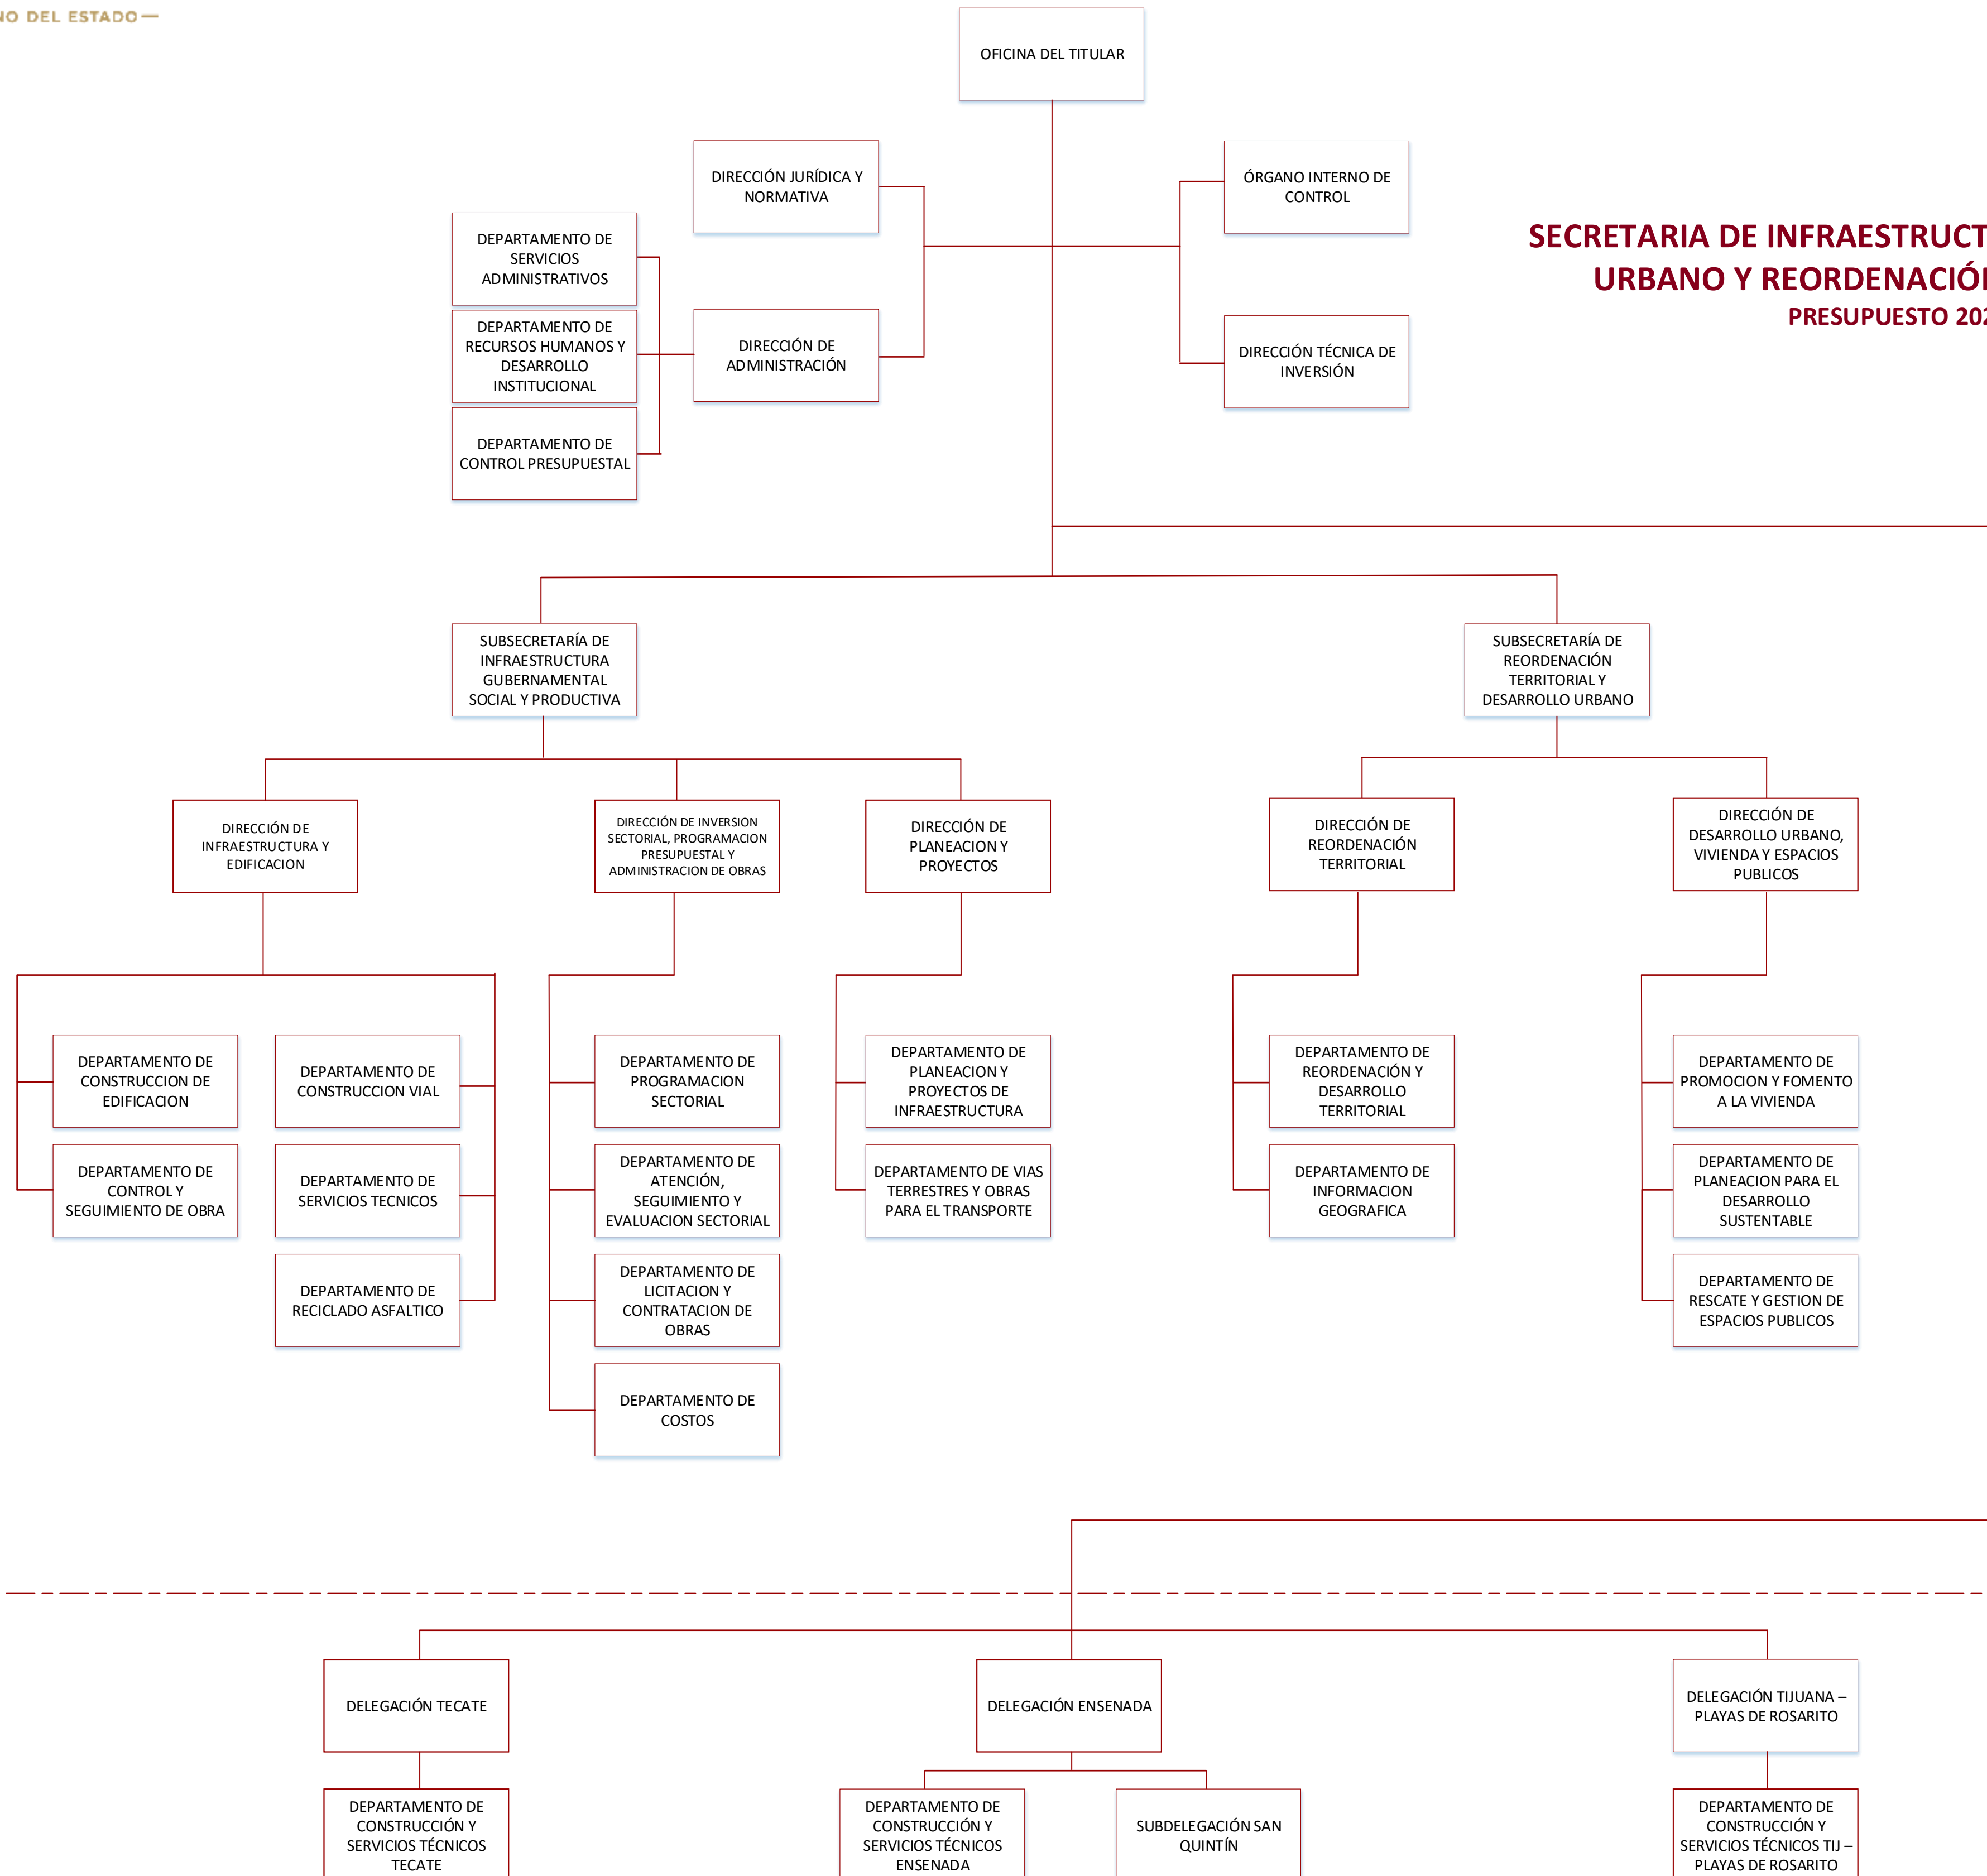 NO DEL ESTADO
OFICINA DEL TITULAR
DIRECCIÓN JURÍDICA Y
NORMATIVA
ÓRGANO INTERNO DE
CONTROL
DEPARTAMENTO DE
SERVICIOS
ADMINISTRATIVOS
SECRETARIA DE INFRAESTRUCT
URBANO Y REORDENACIÓN
PRESUPUESTO 202
DEPARTAMENTO DE
RECURSOS HUMANOS Y
DESARROLLO
INSTITUCIONAL
DIRECCIÓN DE
ADMINISTRACIÓN
DIRECCIÓN TÉCNICA DE
INVERSIÓN
DEPARTAMENTO DE
CONTROL PRESUPUESTAL
SUBSECRETARÍA DE
INFRAESTRUCTURA
GUBERNAMENTAL
SOCIAL Y PRODUCTIVA
SUBSECRETARÍA DE
REORDENACIÓN
TERRITORIAL Y
DESARROLLO URBANO
DIRECCIÓN DE
INFRAESTRUCTURA Y
EDIFICACION
DIRECCIÓN DE INVERSION
SECTORIAL, PROGRAMACION
PRESUPUESTAL Y
ADMINISTRACION DE OBRAS
DIRECCIÓN DE
PLANEACION Y
PROYECTOS
DIRECCIÓN DE
REORDENACIÓN
TERRITORIAL
DIRECCIÓN DE
DESARROLLO URBANO,
VIVIENDA Y ESPACIOS
PUBLICOS
DEPARTAMENTO DE
CONSTRUCCION DE
EDIFICACION
DEPARTAMENTO DE
CONSTRUCCION VIAL
DEPARTAMENTO DE
PROGRAMACION
SECTORIAL
DEPARTAMENTO DE
PLANEACION Y
PROYECTOS DE
INFRAESTRUCTURA
DEPARTAMENTO DE
REORDENACIÓN Y
DESARROLLO
TERRITORIAL
DEPARTAMENTO DE
PROMOCION Y FOMENTO
A LA VIVIENDA
DEPARTAMENTO DE
CONTROL Y
SEGUIMIENTO DE OBRA
DEPARTAMENTO DE
SERVICIOS TECNICOS
DEPARTAMENTO DE
ATENCIÓN,
SEGUIMIENTO Y
EVALUACION SECTORIAL
DEPARTAMENTO DE VIAS
TERRESTRES Y OBRAS
PARA EL TRANSPORTE
DEPARTAMENTO DE
INFORMACION
GEOGRAFICA
DEPARTAMENTO DE
PLANEACION PARA EL
DESARROLLO
SUSTENTABLE
DEPARTAMENTO DE
RECICLADO ASFALTICO
DEPARTAMENTO DE
LICITACION Y
CONTRATACION DE
OBRAS
DEPARTAMENTO DE
RESCATE Y GESTION DE
ESPACIOS PUBLICOS
DEPARTAMENTO DE
COSTOS
DELEGACIÓN TECATE
DELEGACIÓN ENSENADA
DELEGACIÓN TIJUANA –
PLAYAS DE ROSARITO
DEPARTAMENTO DE
CONSTRUCCIÓN Y
SERVICIOS TÉCNICOS
TECATE
DEPARTAMENTO DE
CONSTRUCCIÓN Y
SERVICIOS TÉCNICOS
ENSENADA
SUBDELEGACIÓN SAN
QUINTÍN
DEPARTAMENTO DE
CONSTRUCCIÓN Y
SERVICIOS TÉCNICOS TIJ –
PLAYAS DE ROSARITO